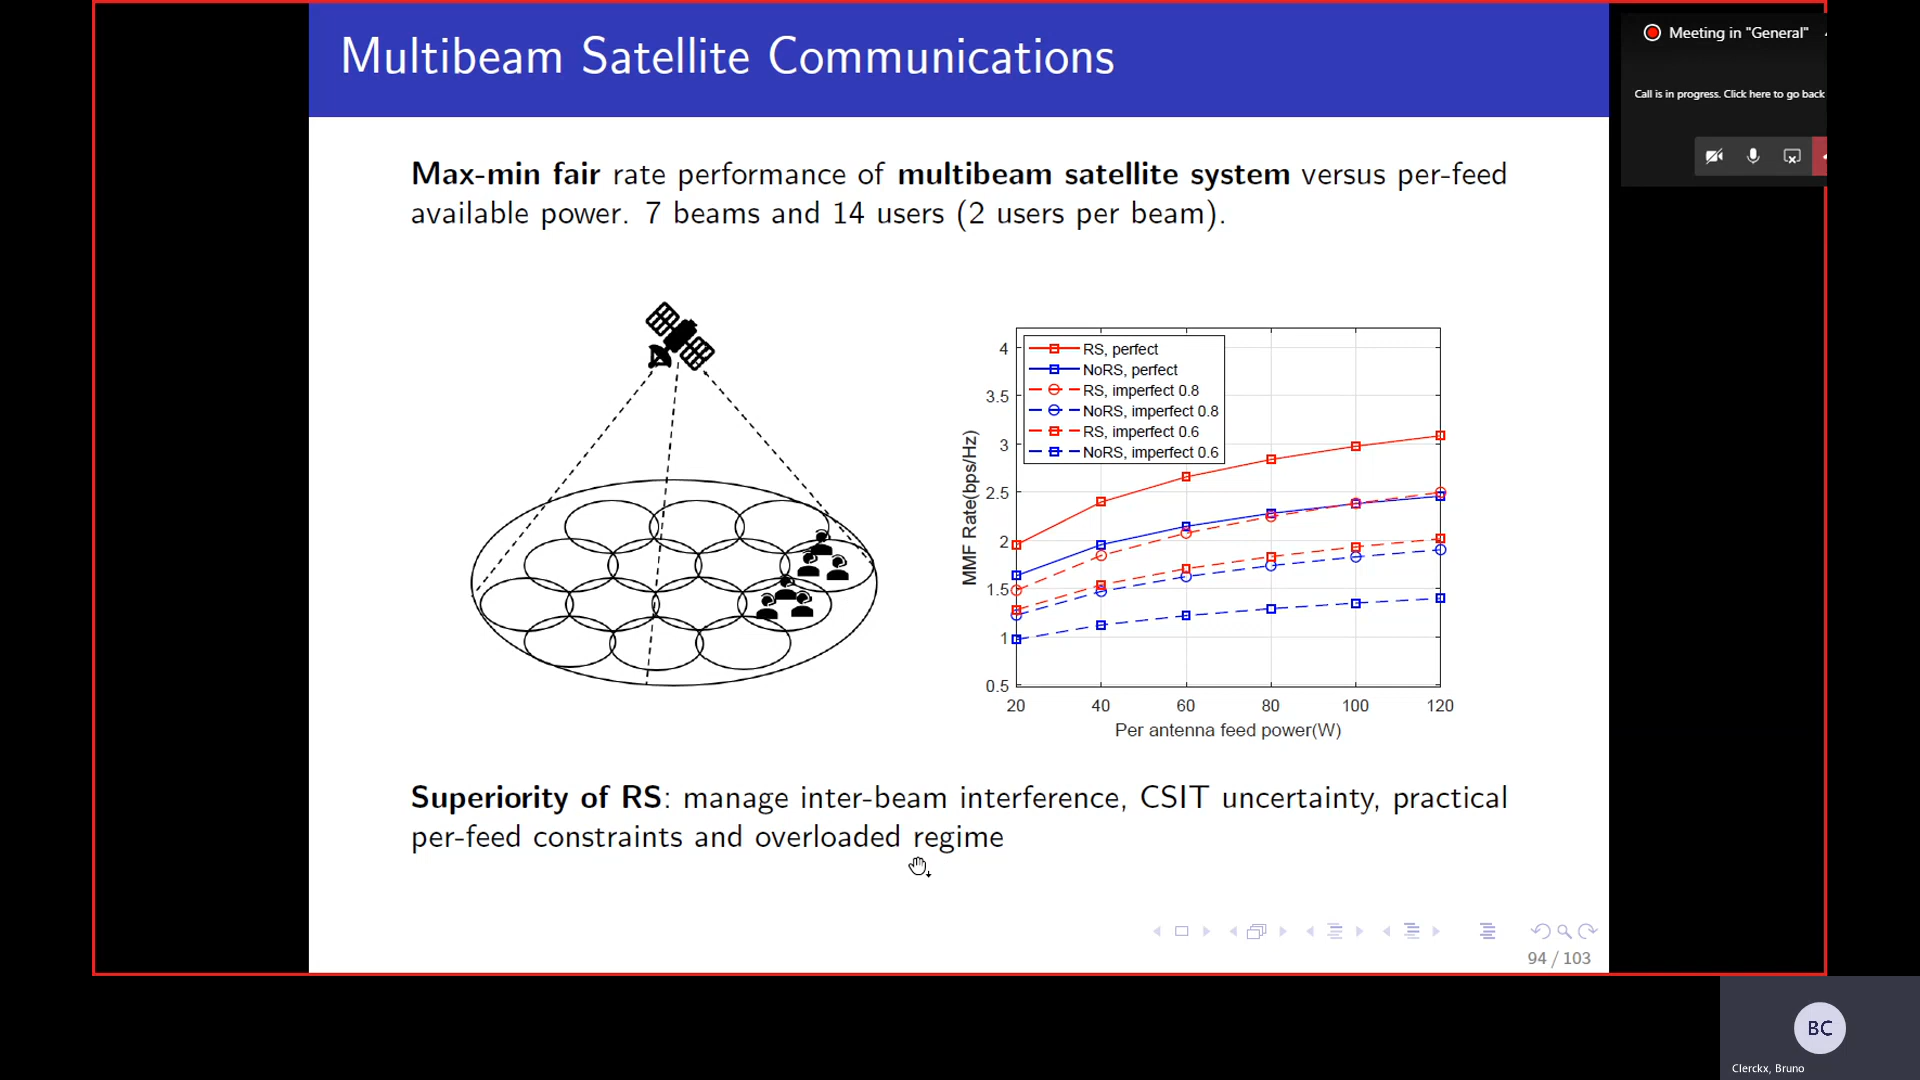 Multibeam Satellite Communications
Meeting in "General"
Call is in progress. Click here to go back
Max-min fair rate performance of multibeam satellite system versus per-feed
available power. 7 beams and 14 users (2 users per beam).
RS, perfect
NoRS, perfect
RS, imperfect 0.8
NoRS, imperfect 0.8
RS, imperfect 0.6
NoRS, imperfect 0.6
4
3.5
3
2.5
2
1.5
1
0.5
MMF Rate(bps/Hz)
20 40 60 80 100 120
Per antenna feed power(W)
Superiority of RS: manage inter-beam interference, CSIT uncertainty, practical
per-feed constraints and overloaded regime
94 / 103
BC
Clerckx, Bruno